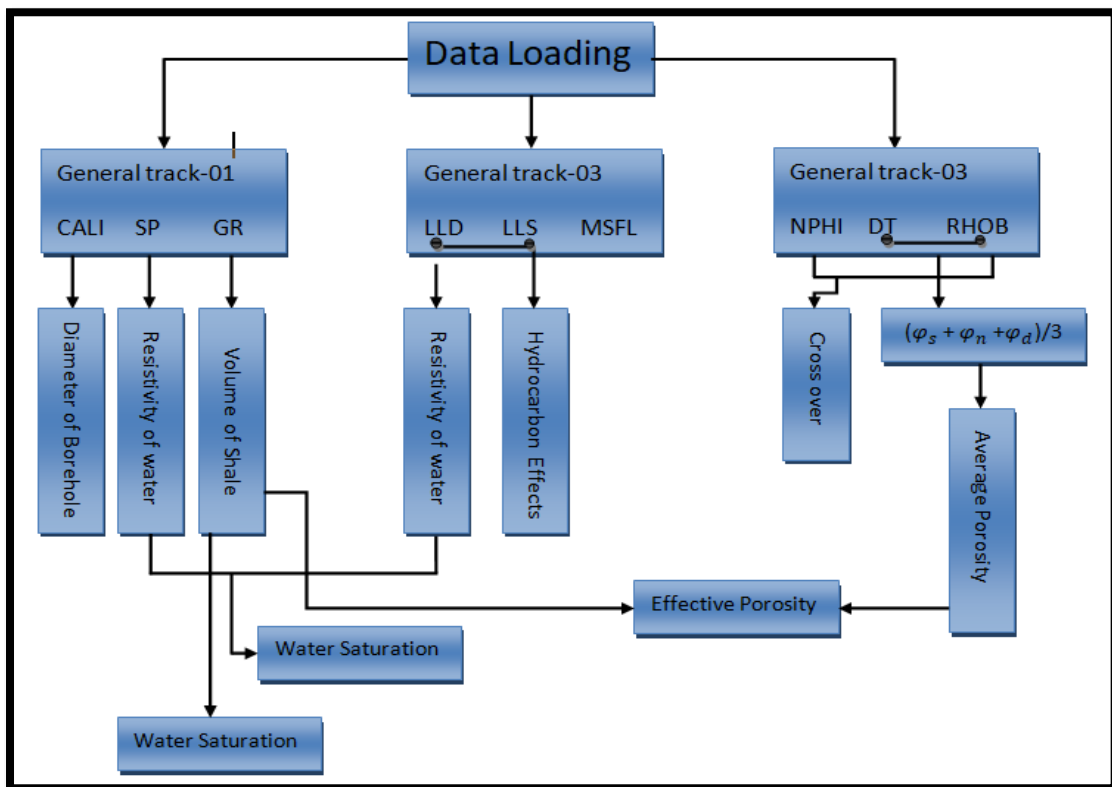 Data Loading
General track-01
CALI SP GR
General track-03
LLD LLS MSFL
General track-03
NPHI DT RHOB
Diameter of Borehole
Resistivity of water
Volume of
Shale
Resistivity of water
Hydrocarbon Effects
Cross over
(φₛ + φₙ +φ_d)/3
Average Porosity
Effective Porosity
Water Saturation
Water Saturation